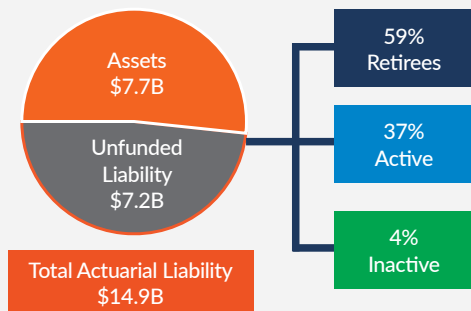 Assets
$7.7B
Unfunded
Liability
$7.2B
Total Actuarial Liability
$14.9B
59%
Retirees
37%
Active
4%
Inactive